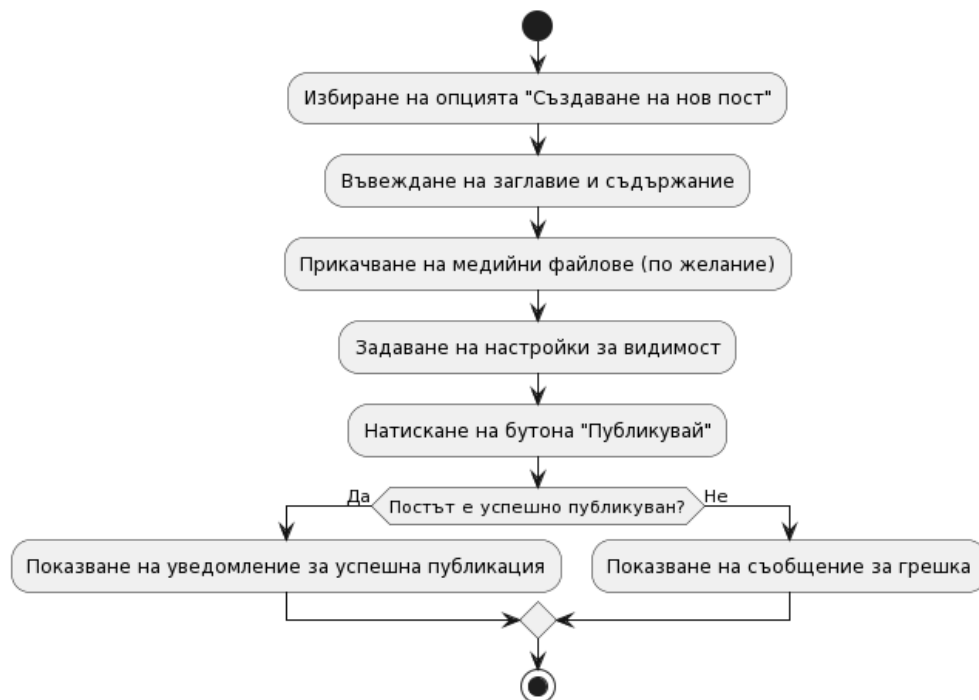 Избиране на опцията "Създаване на нов пост"
Въвеждане на заглавие и съдържание
Прикачване на медийни файлове (по желание)
Задаване на настройки за видимост
Натискане на бутона "Публикувай"
Да
Постът е успешно публикуван?
Не
Показване на уведомление за успешна публикация
Показване на съобщение за грешка